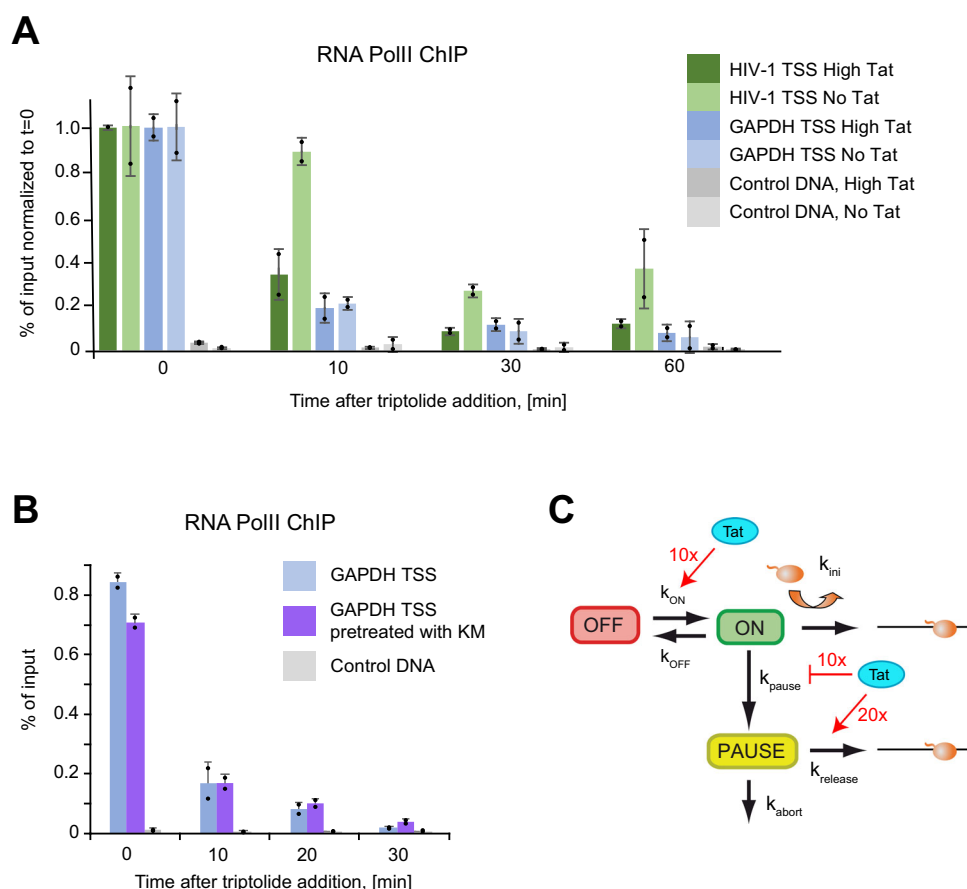 A
RNA PolII ChIP
HIV-1 TSS High Tat
HIV-1 TSS No Tat
GAPDH TSS High Tat
GAPDH TSS No Tat
Control DNA, High Tat
Control DNA, No Tat
% of input normalized to t=0
1.0
0.8
0.6
0.4
0.2
0
0 10 30 60
Time after triptolide addition, [min]
B
RNA PolII ChIP
GAPDH TSS
GAPDH TSS
pretreated with KM
Control DNA
% of input
0.8
0.6
0.4
0.2
0
0 10 20 30
Time after triptolide addition, [min]
C
Tat
10x
kON
kini
OFF
ON
kOFF
kpause
10x
Tat
20x
PAUSE
krelease
kabort